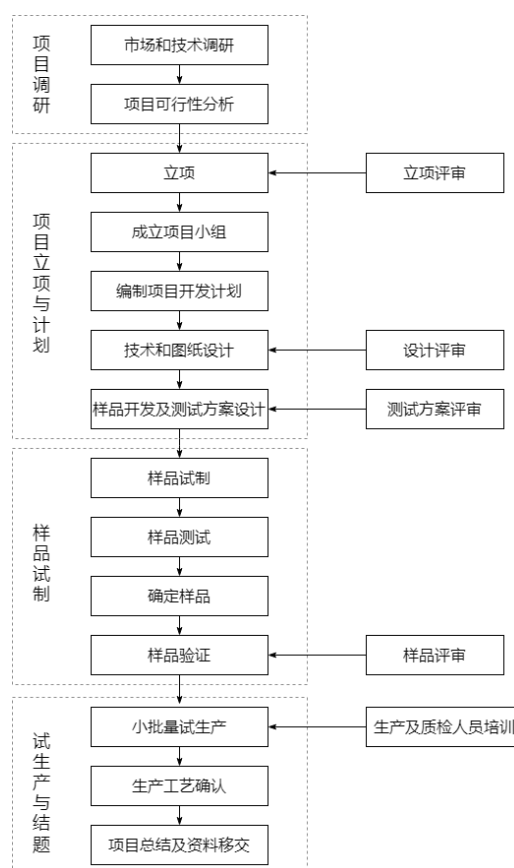 项目调研
市场和技术调研
项目可行性分析
项目立项与计划
立项
立项评审
成立项目小组
编制项目开发计划
技术和图纸设计
设计评审
样品开发及测试方案设计
测试方案评审
样品试制
样品试制
样品测试
确定样品
样品验证
样品评审
试生产与结题
小批量试生产
生产及质检人员培训
生产工艺确认
项目总结及资料移交